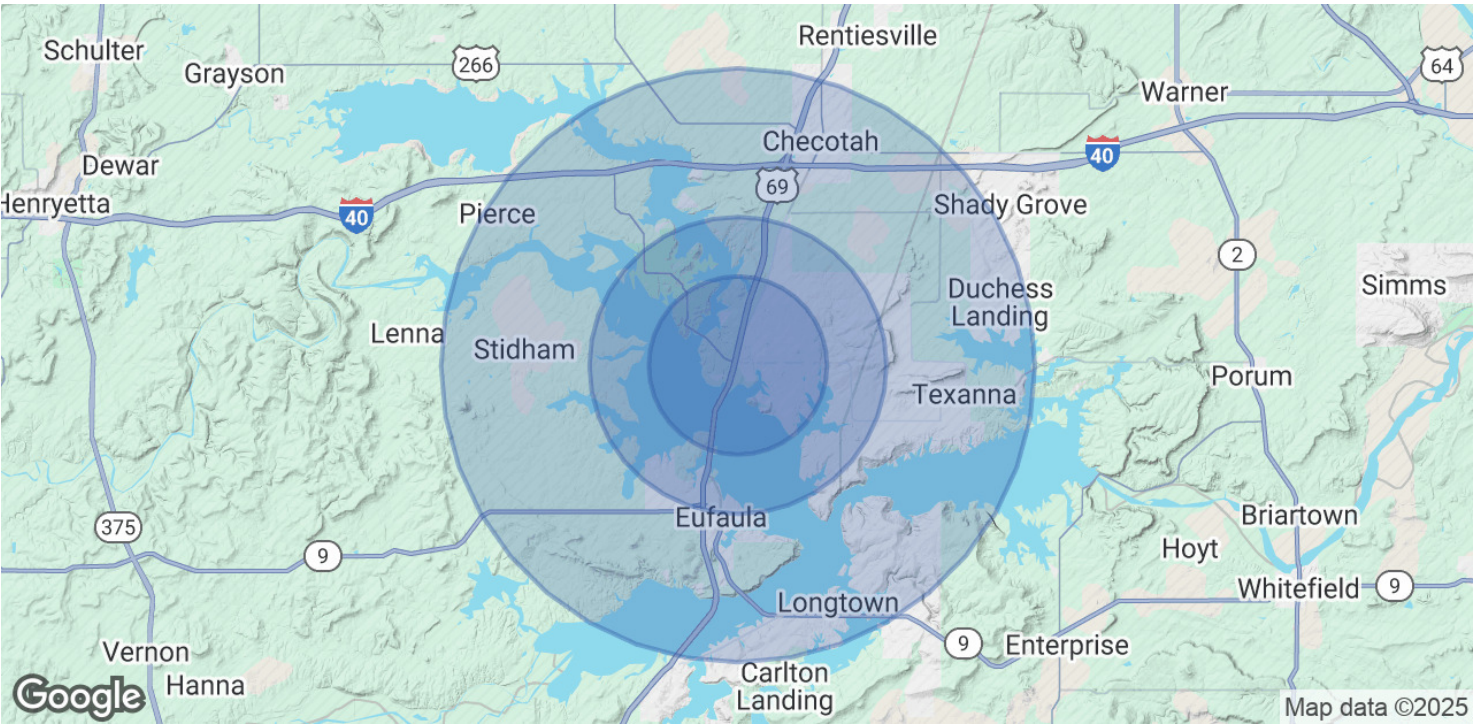 Rentiesville
Schulter
266
64
Grayson
Warner
Checotah
40
Dewar
69
Henryetta
40
Pierce
Shady Grove
2
Simms
Duchess
Landing
Lenna
Stidham
Porum
Texanna
Eufaula
Briartown
375
9
Hoyt
Whitefield
9
Longtown
9
Enterprise
Vernon
Hanna
Carlton
Landing
Google
Map data ©2025